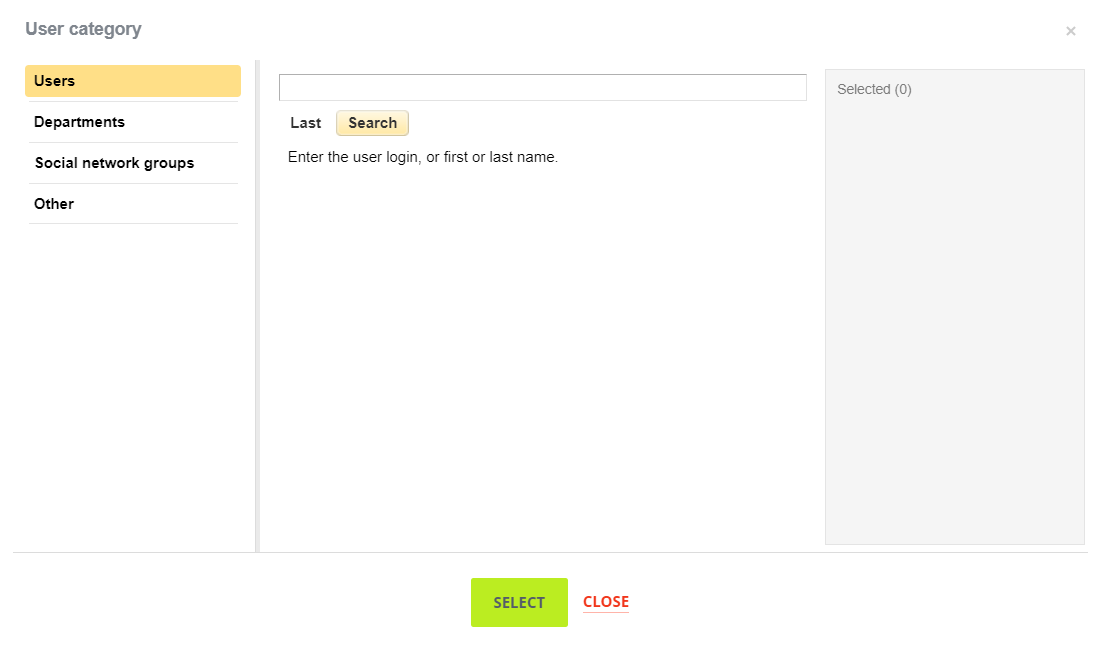 User category
×
Users
Departments
Social network groups
Other
Last Search
Enter the user login, or first or last name.
Selected (0)
SELECT CLOSE